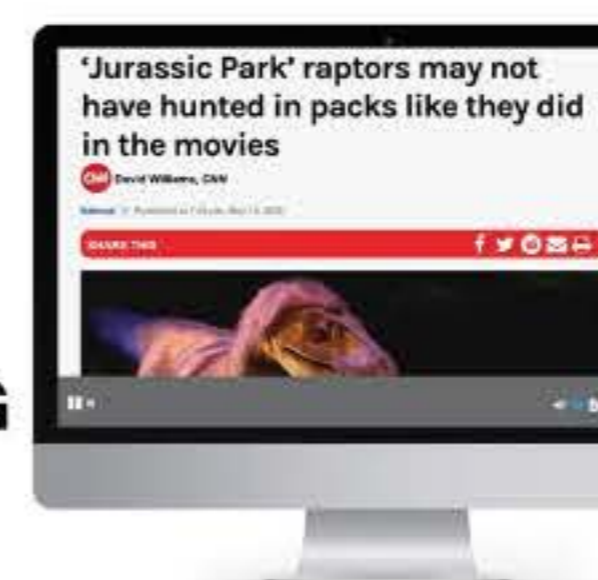 ‘Jurassic Park’ raptors may not
have hunted in packs like they did
in the movies
CNN
David Williams, CNN
SHARE THIS
G